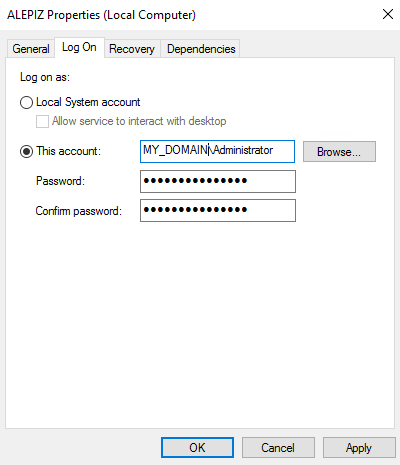 ALEPIZ Properties (Local Computer)
General Log On Recovery Dependencies
Log on as:
Local System account
Allow service to interact with desktop
This account: MY_DOMAIN\Administrator Browse...
Password: •••••••••••••••
Confirm password: •••••••••••••••
OK Cancel Apply